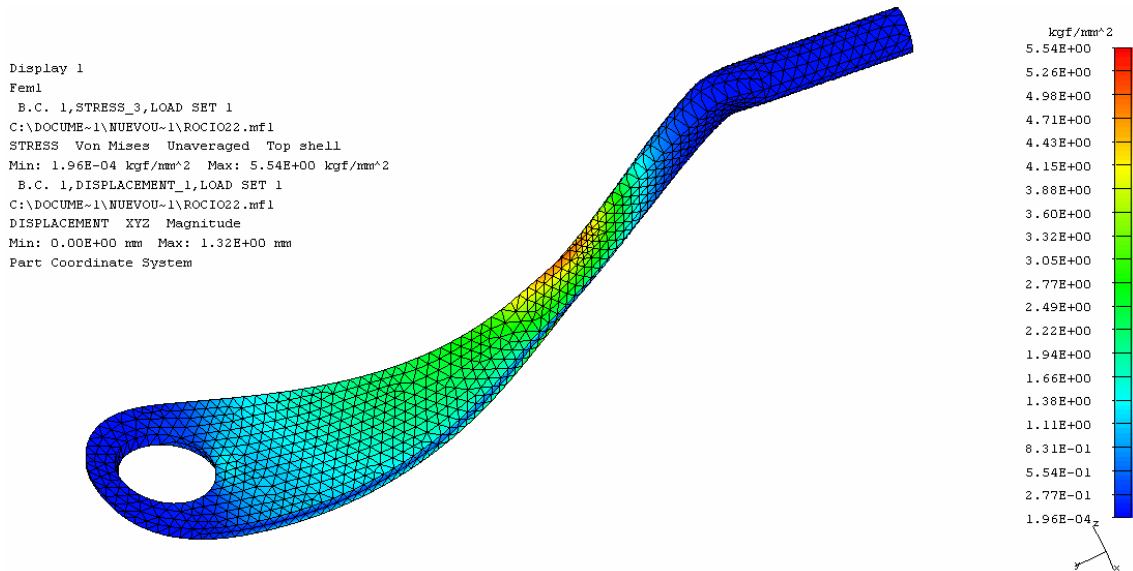 Display 1
Fem1
B.C. 1,STRESS_3,LOAD SET 1
C:\DOCUME~1\NUEVOU~1\ROCIO22.mf1
STRESS Von Mises Unaveraged Top shell
Min: 1.96E-04 kgf/mm^2 Max: 5.54E+00 kgf/mm^2
B.C. 1,DISPLACEMENT_1,LOAD SET 1
C:\DOCUME~1\NUEVOU~1\ROCIO22.mf1
DISPLACEMENT XYZ Magnitude
Min: 0.00E+00 mm Max: 1.32E+00 mm
Part Coordinate System
kgf/mm^2
5.54E+00
5.26E+00
4.98E+00
4.71E+00
4.43E+00
4.15E+00
3.88E+00
3.60E+00
3.32E+00
3.05E+00
2.77E+00
2.49E+00
2.22E+00
1.94E+00
1.66E+00
1.38E+00
1.11E+00
8.31E-01
5.54E-01
2.77E-01
1.96E-04
z
y
x